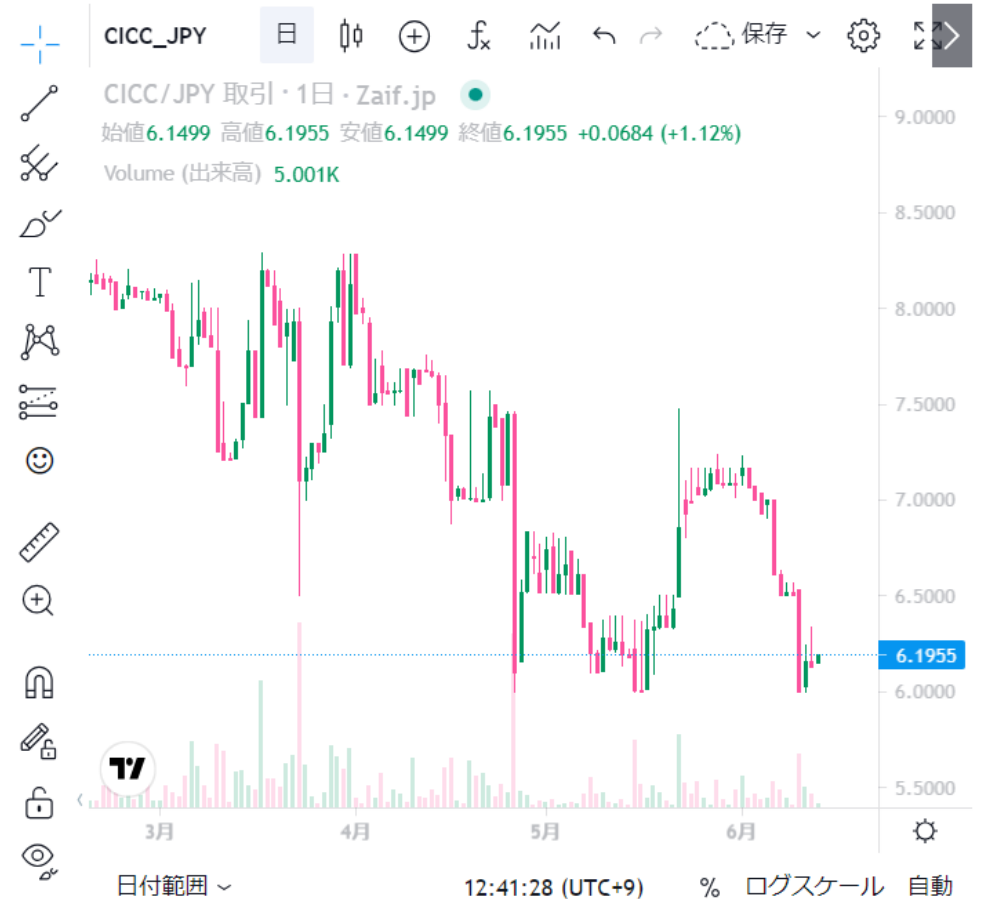 CICC_JPY 日 保存
CICC/JPY 取引 · 1日 · Zaif.jp
始値6.1499 高値6.1955 安値6.1499 終値6.1955 +0.0684 (+1.12%)
Volume (出来高) 5.001K
9.0000
8.5000
8.0000
7.5000
7.0000
6.5000
6.1955
6.0000
5.5000
3月 4月 5月 6月
日付範囲 12:41:28 (UTC+9) % ログスケール 自動